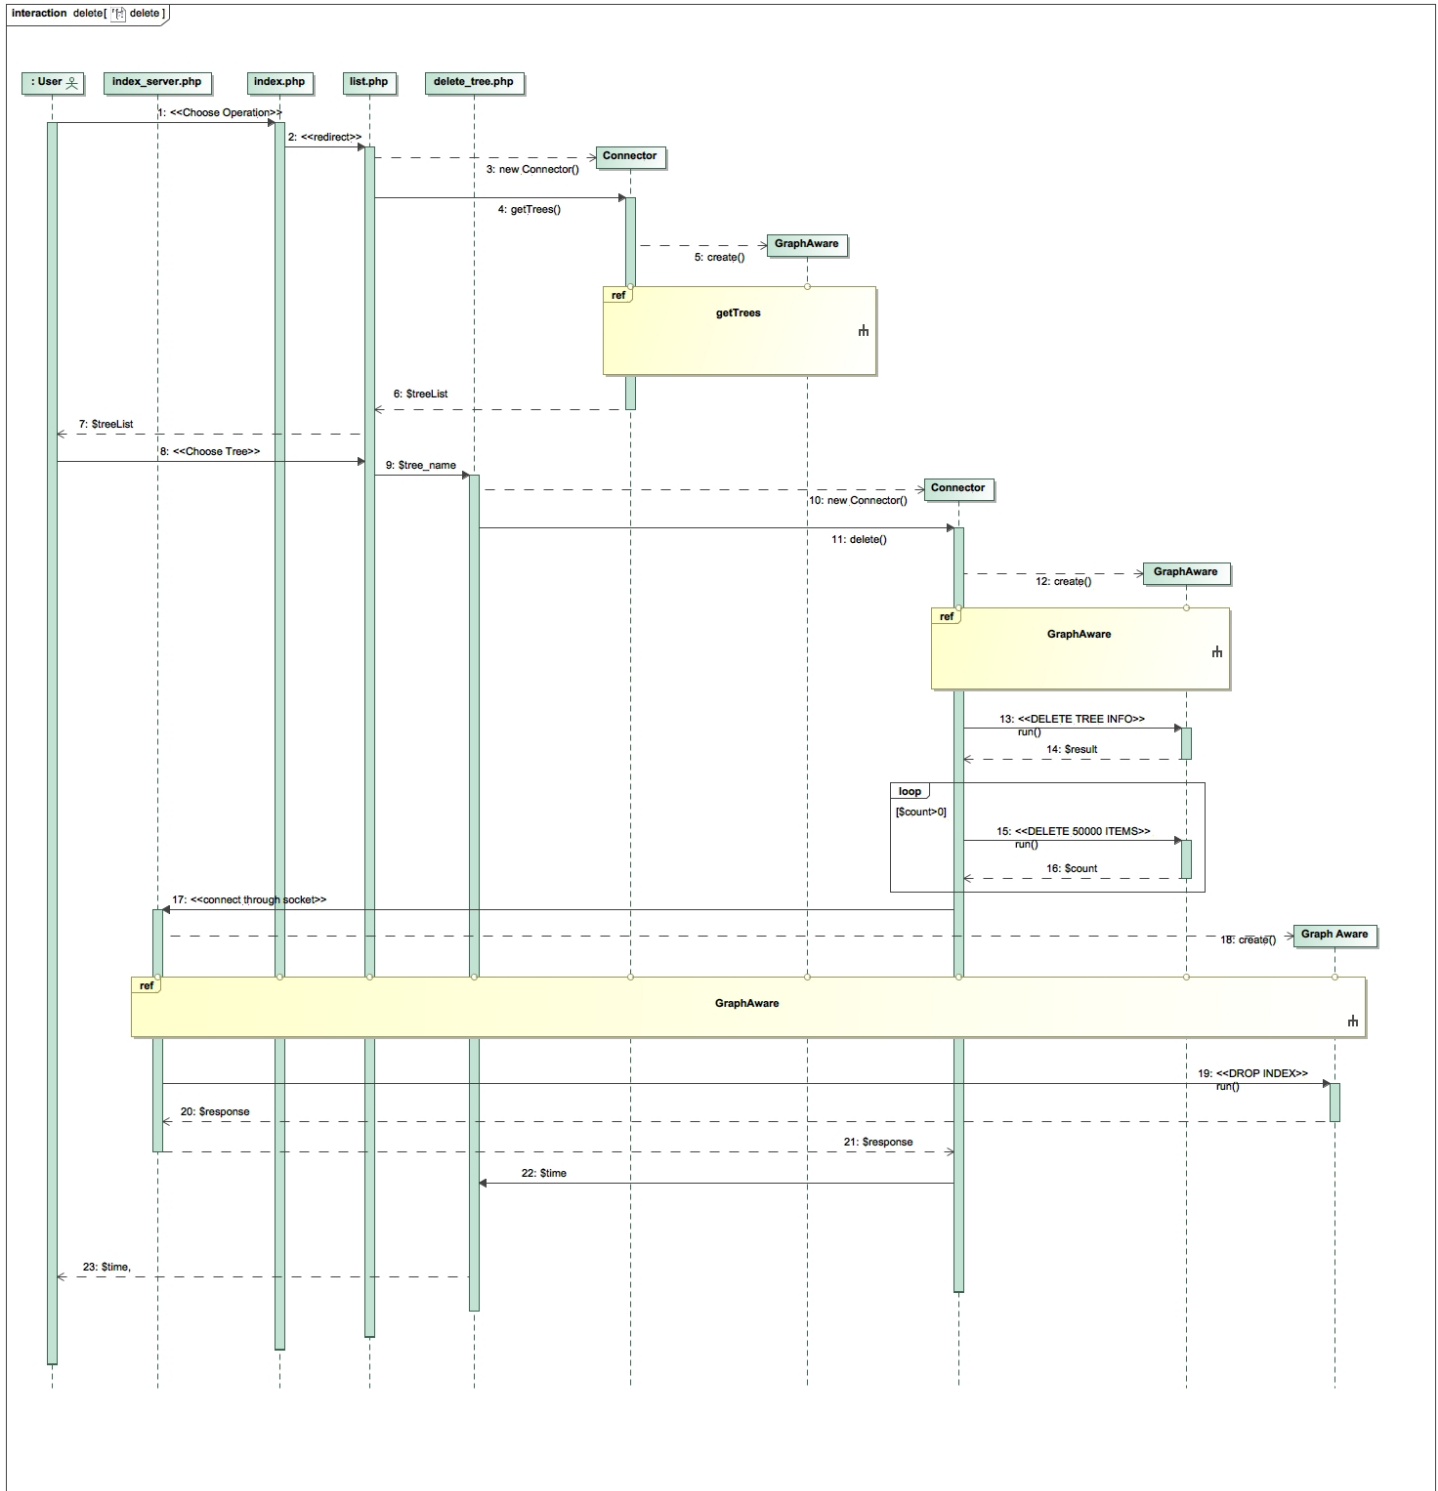 interaction delete[ delete ]
: User
index_server.php
index.php
list.php
delete_tree.php
1: <<Choose Operation>>
2: <<redirect>>
Connector
3: new Connector()
4: getTrees()
GraphAware
5: create()
ref
getTrees
6: $treeList
7: $treeList
8: <<Choose Tree>>
9: $tree_name
Connector
10: new Connector()
11: delete()
GraphAware
12: create()
ref
GraphAware
13: <<DELETE TREE INFO>>
run()
14: $result
loop
[$count>0]
15: <<DELETE 50000 ITEMS>>
run()
16: $count
17: <<connect through socket>>
Graph Aware
18: create()
ref
GraphAware
19: <<DROP INDEX>>
run()
20: $response
21: $response
22: $time
23: $time,